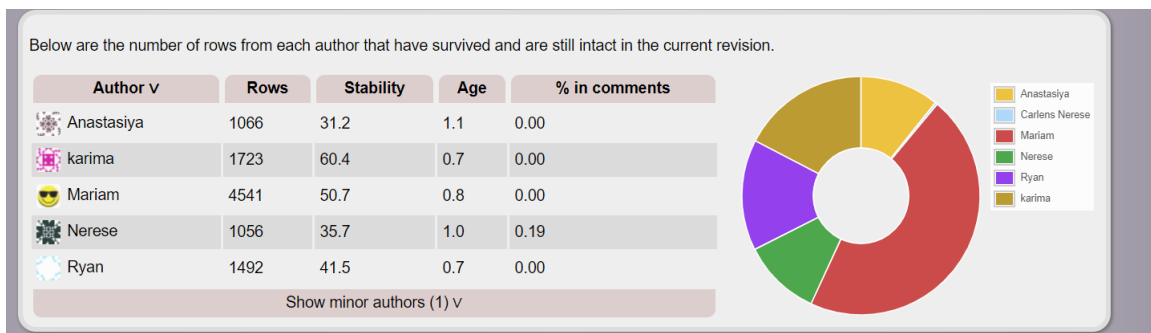 Below are the number of rows from each author that have survived and are still intact in the current revision.
Author ˅ Rows Stability Age % in comments
Anastasiya 1066 31.2 1.1 0.00
karima 1723 60.4 0.7 0.00
Mariam 4541 50.7 0.8 0.00
Nerese 1056 35.7 1.0 0.19
Ryan 1492 41.5 0.7 0.00
Show minor authors (1) ˅
Anastasiya
Carlens Nerese
Mariam
Nerese
Ryan
karima